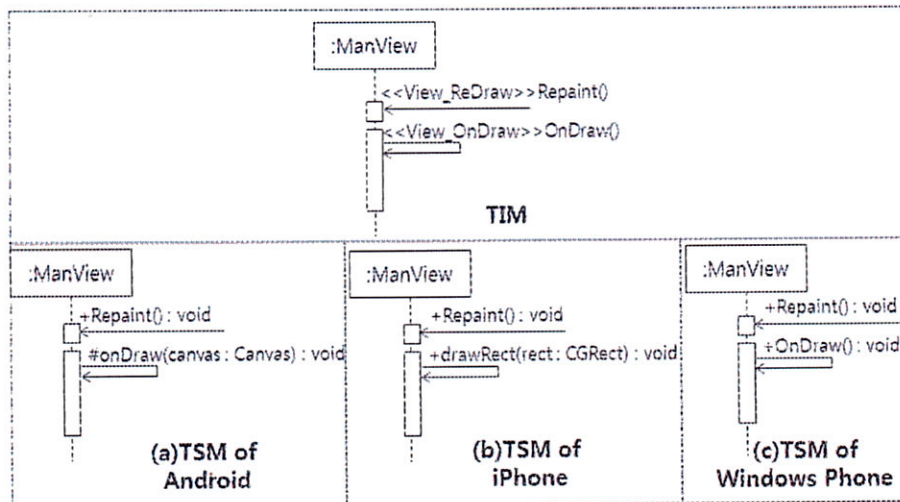 :ManView
<<View_ReDraw>>Repaint()
<<View_OnDraw>>OnDraw()
TIM
:ManView
+Repaint() : void
#onDraw(canvas : Canvas) : void
(a)TSM of
Android
:ManView
+Repaint() : void
+drawRect(rect : CGRect) : void
(b)TSM of
iPhone
:ManView
+Repaint() : void
+OnDraw() : void
(c)TSM of
Windows Phone